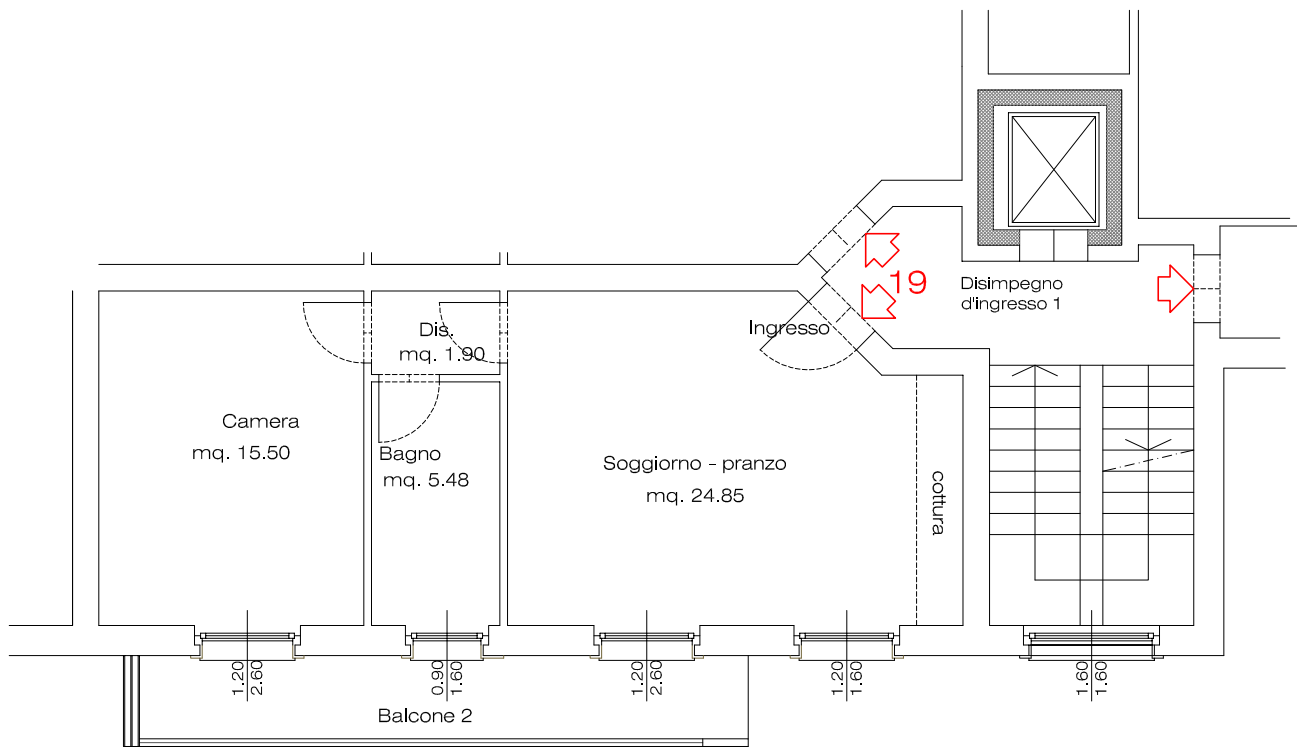 19
Disimpegno
d'ingresso 1
Ingresso
Dis.
mq. 1.90
Camera
mq. 15.50
Bagno
mq. 5.48
Soggiorno - pranzo
mq. 24.85
cottura
1.20
2.60
0.90
1.60
1.20
2.60
1.20
1.60
1.60
1.60
Balcone 2